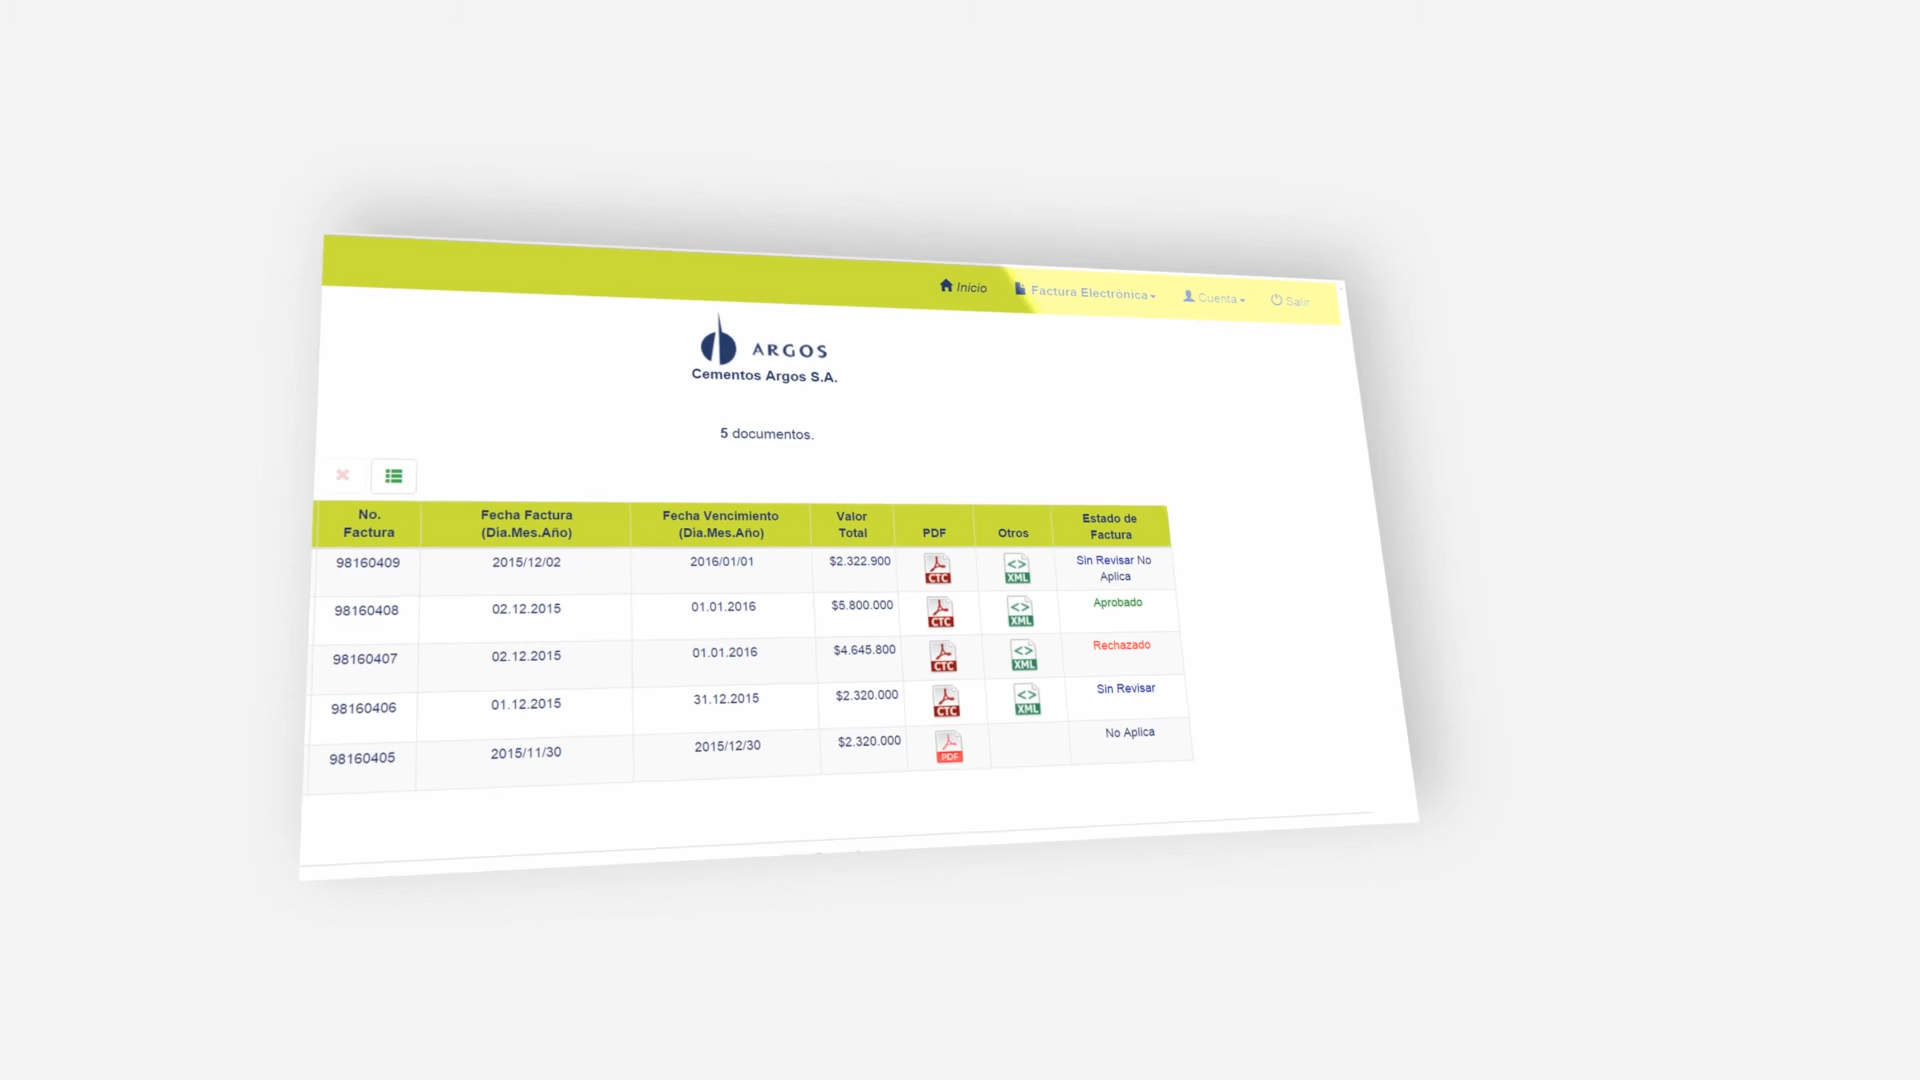 Inicio Factura Electrónica Cuenta Salir
ARGOS
Cementos Argos S.A.
5 documentos.
No. Factura Fecha Factura (Día.Mes.Año) Fecha Vencimiento (Día.Mes.Año) Valor Total PDF Otros Estado de Factura
98160409 2015/12/02 2016/01/01 $2.322.900 CTC XML Sin Revisar No Aplica
98160408 02.12.2015 01.01.2016 $5.800.000 CTC XML Aprobado
98160407 02.12.2015 01.01.2016 $4.645.800 CTC XML Rechazado
98160406 01.12.2015 31.12.2015 $2.320.000 CTC XML Sin Revisar
98160405 2015/11/30 2015/12/30 $2.320.000 PDF No Aplica